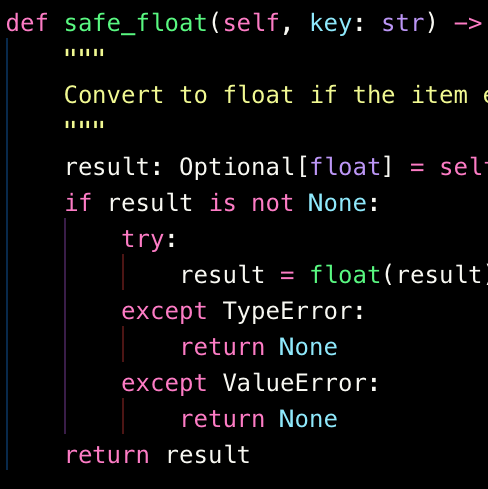 def safe_float(self, key: str) ->
    """
    Convert to float if the item
    """
    result: Optional[float] = self
    if result is not None:
        try:
            result = float(result)
        except TypeError:
            return None
        except ValueError:
            return None
    return result